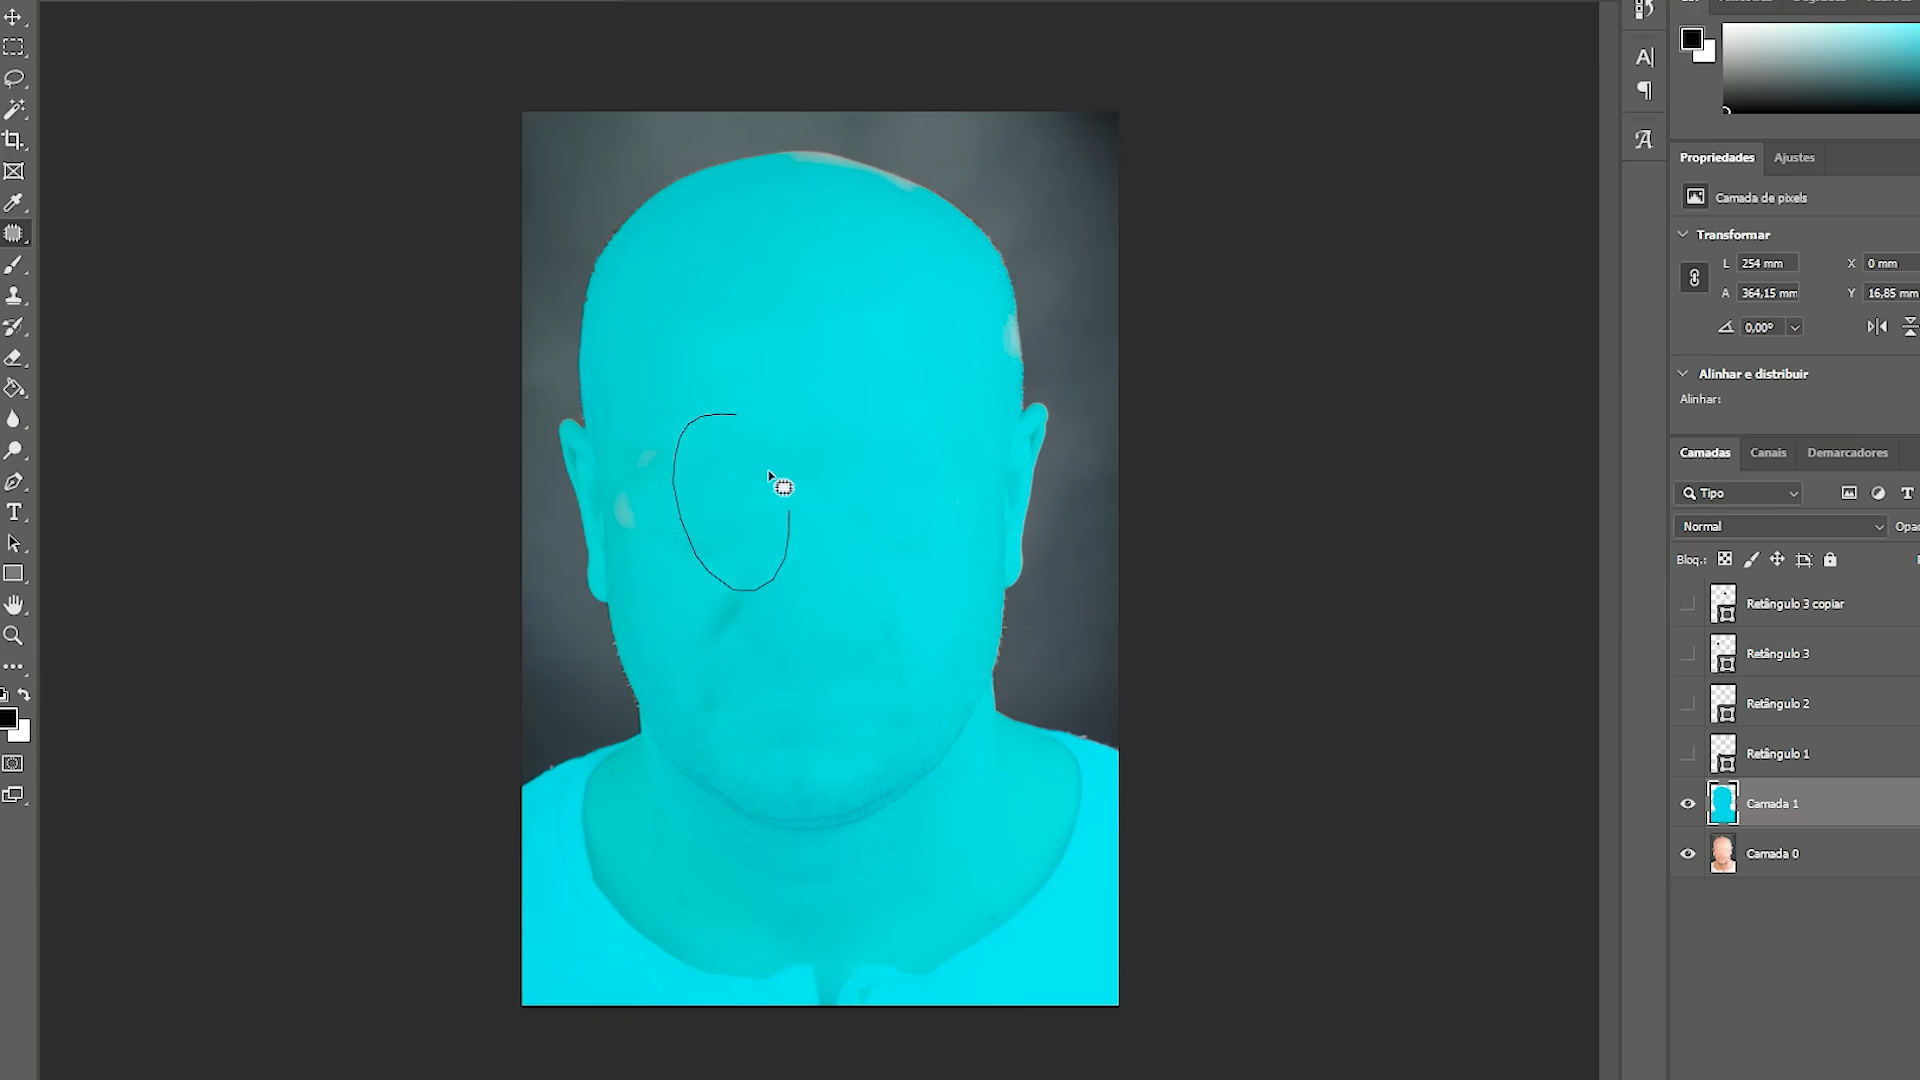 A|
¶
A
T
Propriedades Ajustes
Camada de pixels
Transformar
L 254 mm X 0 mm
A 364,15 mm Y 16,85 mm
0,00º
Alinhar e distribuir
Alinhar:
Camadas Canais Demarcadores
Tipo T
Normal Opac
Bloq.:
Retângulo 3 copiar
Retângulo 3
Retângulo 2
Retângulo 1
Camada 1
Camada 0